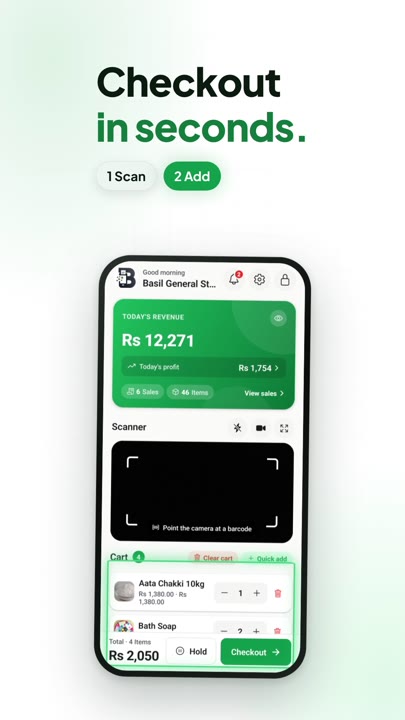 Checkout
in seconds.
1 Scan
2 Add
Good morning
Basil General St...
2
TODAY'S REVENUE
Rs 12,271
Today's profit
Rs 1,754
6 Sales
46 Items
View sales
Scanner
Point the camera at a barcode
Cart 4
Clear cart
+ Quick add
Aata Chakki 10kg
Rs 1,380.00 · Rs
1,380.00
− 1 +
Bath Soap
− 2 +
Total · 4 Items
Rs 2,050
Hold
Checkout →